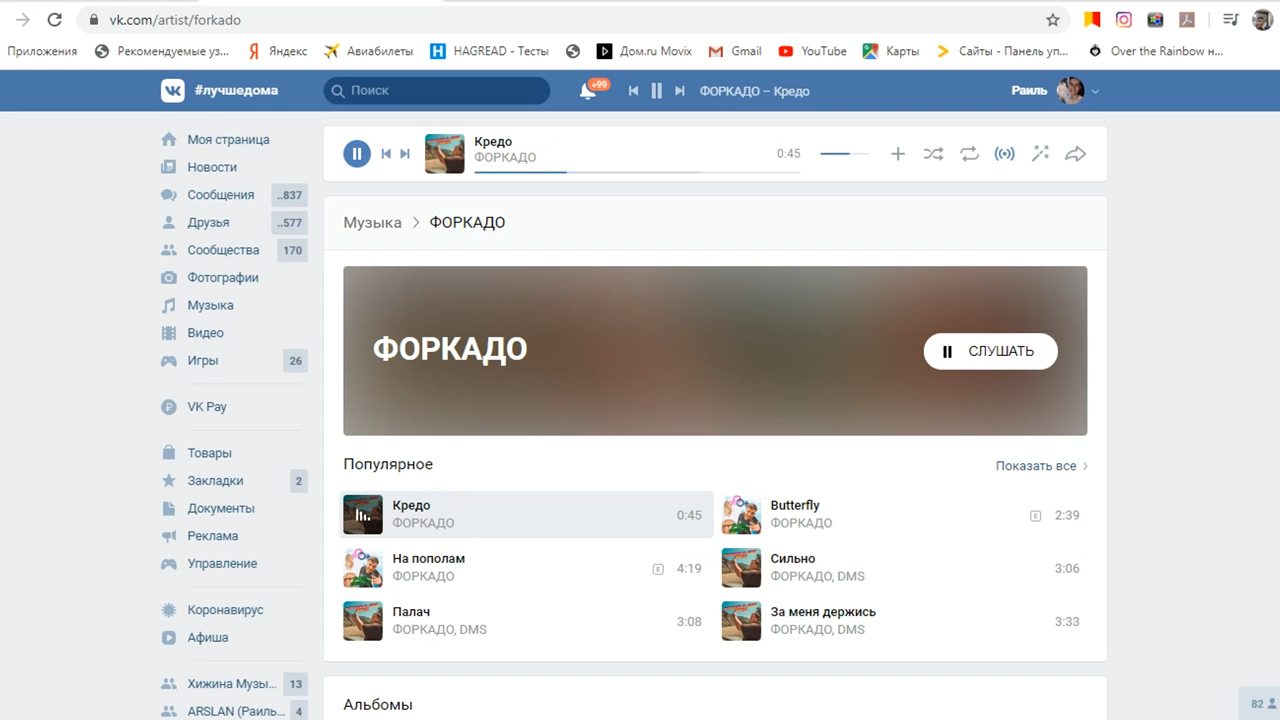 vk.com/artist/forkado
Приложения Рекомендуемые уз... Яндекс Авиабилеты HAGREAD - Тесты Дом.ru Movix Gmail YouTube Карты Сайты - Панель уп... Over the Rainbow н...
#лучшедома Поиск +99 ФОРКАДО – Кредо Раиль
Моя страница
Новости
Сообщения ..837
Друзья ..577
Сообщества 170
Фотографии
Музыка
Видео
Игры 26
VK Pay
Товары
Закладки 2
Документы
Реклама
Управление
Коронавирус
Афиша
Хижина Музы... 13
ARSLAN (Раиль... 4
Кредо
ФОРКАДО 0:45
Музыка > ФОРКАДО
ФОРКАДО СЛУШАТЬ
Популярное Показать все >
Кредо
ФОРКАДО 0:45
Butterfly
ФОРКАДО E 2:39
На пополам
ФОРКАДО E 4:19
Сильно
ФОРКАДО, DMS 3:06
Палач
ФОРКАДО, DMS 3:08
За меня держись
ФОРКАДО, DMS 3:33
Альбомы
82